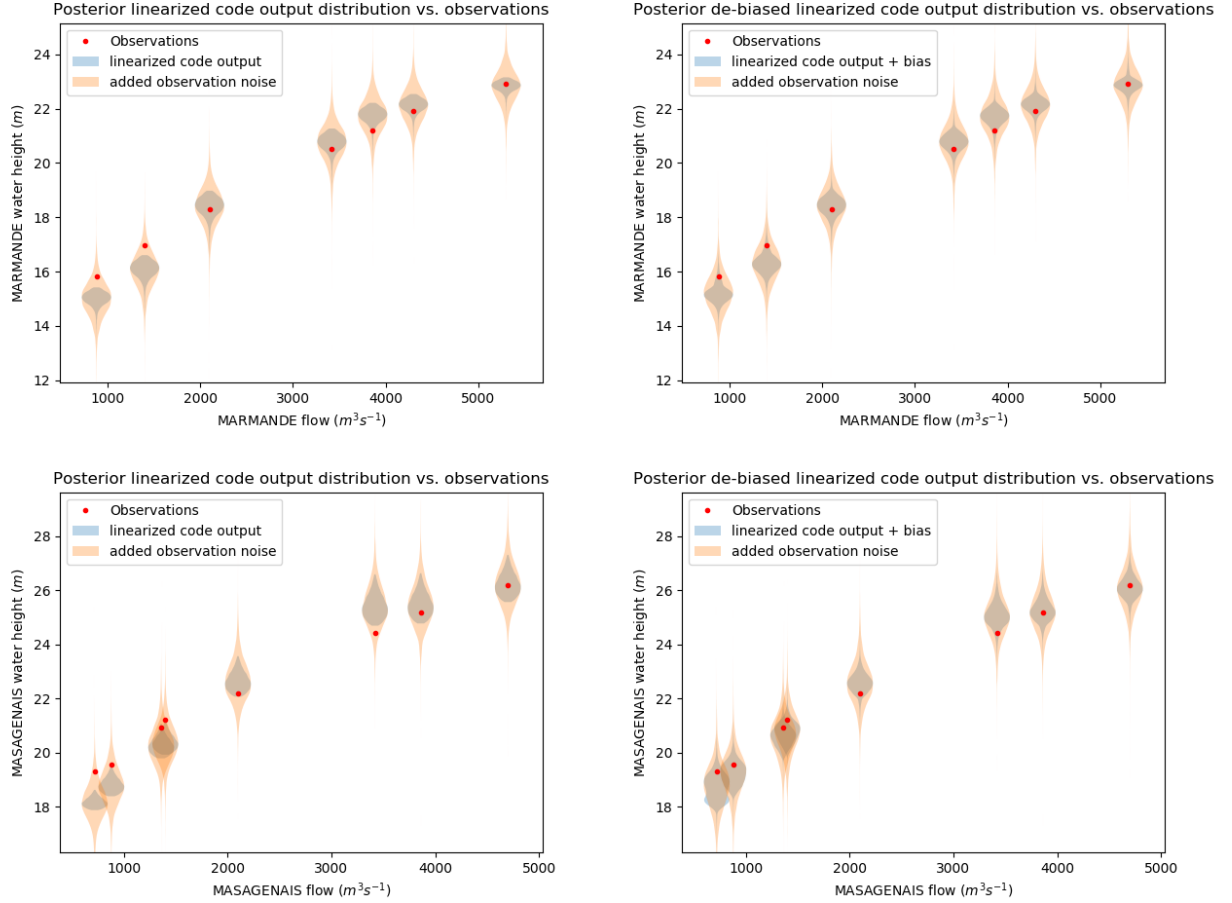 Posterior linearized code output distribution vs. observations
Observations
linearized code output
added observation noise
MARMANDE water height (m)
24
22
20
18
16
14
12
1000 2000 3000 4000 5000
MARMANDE flow (m³s⁻¹)
Posterior de-biased linearized code output distribution vs. observations
Observations
linearized code output + bias
added observation noise
MARMANDE water height (m)
24
22
20
18
16
14
12
1000 2000 3000 4000 5000
MARMANDE flow (m³s⁻¹)
Posterior linearized code output distribution vs. observations
Observations
linearized code output
added observation noise
MASAGENAIS water height (m)
28
26
24
22
20
18
1000 2000 3000 4000 5000
MASAGENAIS flow (m³s⁻¹)
Posterior de-biased linearized code output distribution vs. observations
Observations
linearized code output + bias
added observation noise
MASAGENAIS water height (m)
28
26
24
22
20
18
1000 2000 3000 4000 5000
MASAGENAIS flow (m³s⁻¹)